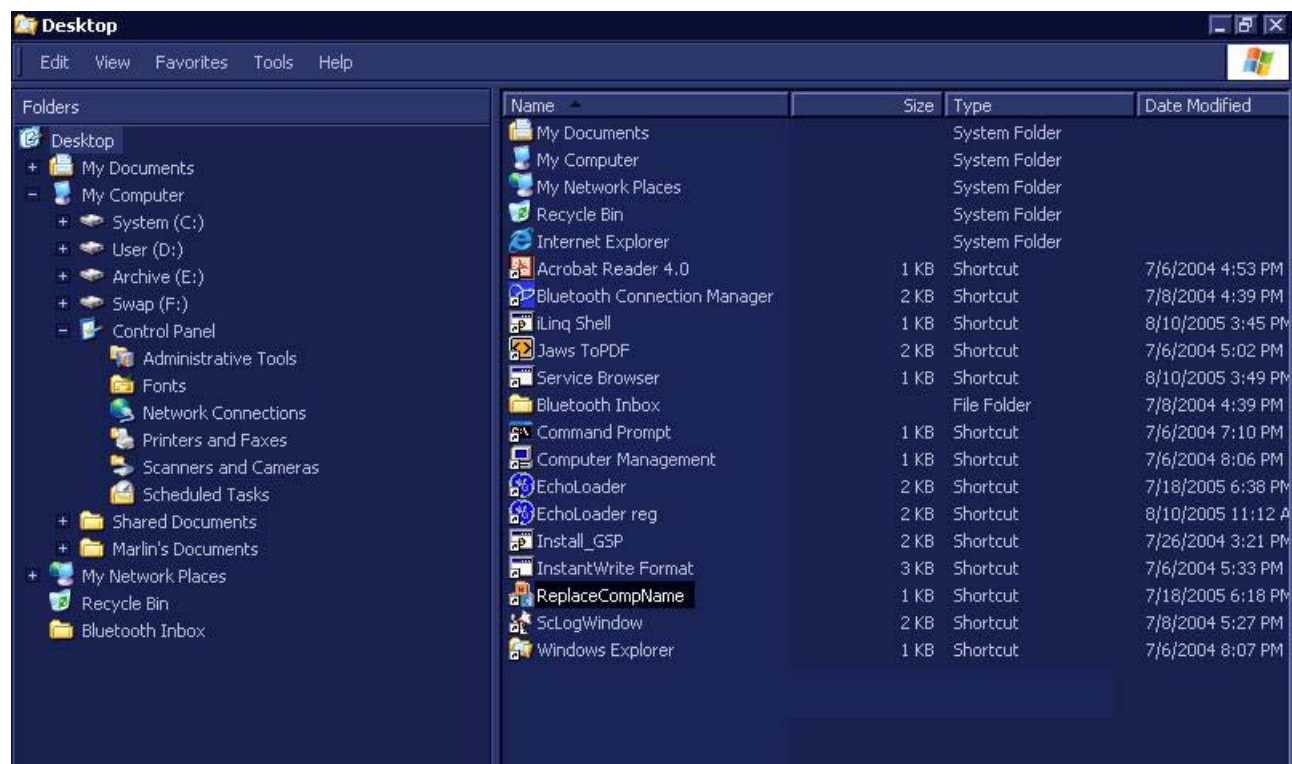 Desktop
Edit View Favorites Tools Help
Folders
Desktop
+ My Documents
- My Computer
+ System (C:)
+ User (D:)
+ Archive (E:)
+ Swap (F:)
- Control Panel
Administrative Tools
Fonts
Network Connections
Printers and Faxes
Scanners and Cameras
Scheduled Tasks
+ Shared Documents
+ Marlin's Documents
+ My Network Places
Recycle Bin
Bluetooth Inbox
Name Size Type Date Modified
My Documents System Folder
My Computer System Folder
My Network Places System Folder
Recycle Bin System Folder
Internet Explorer System Folder
Acrobat Reader 4.0 1 KB Shortcut 7/6/2004 4:53 PM
Bluetooth Connection Manager 2 KB Shortcut 7/8/2004 4:39 PM
iLinq Shell 1 KB Shortcut 8/10/2005 3:45 PM
Jaws ToPDF 2 KB Shortcut 7/6/2004 5:02 PM
Service Browser 1 KB Shortcut 8/10/2005 3:49 PM
Bluetooth Inbox File Folder 7/8/2004 4:39 PM
Command Prompt 1 KB Shortcut 7/6/2004 7:10 PM
Computer Management 1 KB Shortcut 7/6/2004 8:06 PM
EchoLoader 2 KB Shortcut 7/18/2005 6:38 PM
EchoLoader reg 2 KB Shortcut 8/10/2005 11:12 A
Install_GSP 2 KB Shortcut 7/26/2004 3:21 PM
InstantWrite Format 3 KB Shortcut 7/6/2004 5:33 PM
ReplaceCompName 1 KB Shortcut 7/18/2005 6:18 PM
ScLogWindow 2 KB Shortcut 7/8/2004 5:27 PM
Windows Explorer 1 KB Shortcut 7/6/2004 8:07 PM